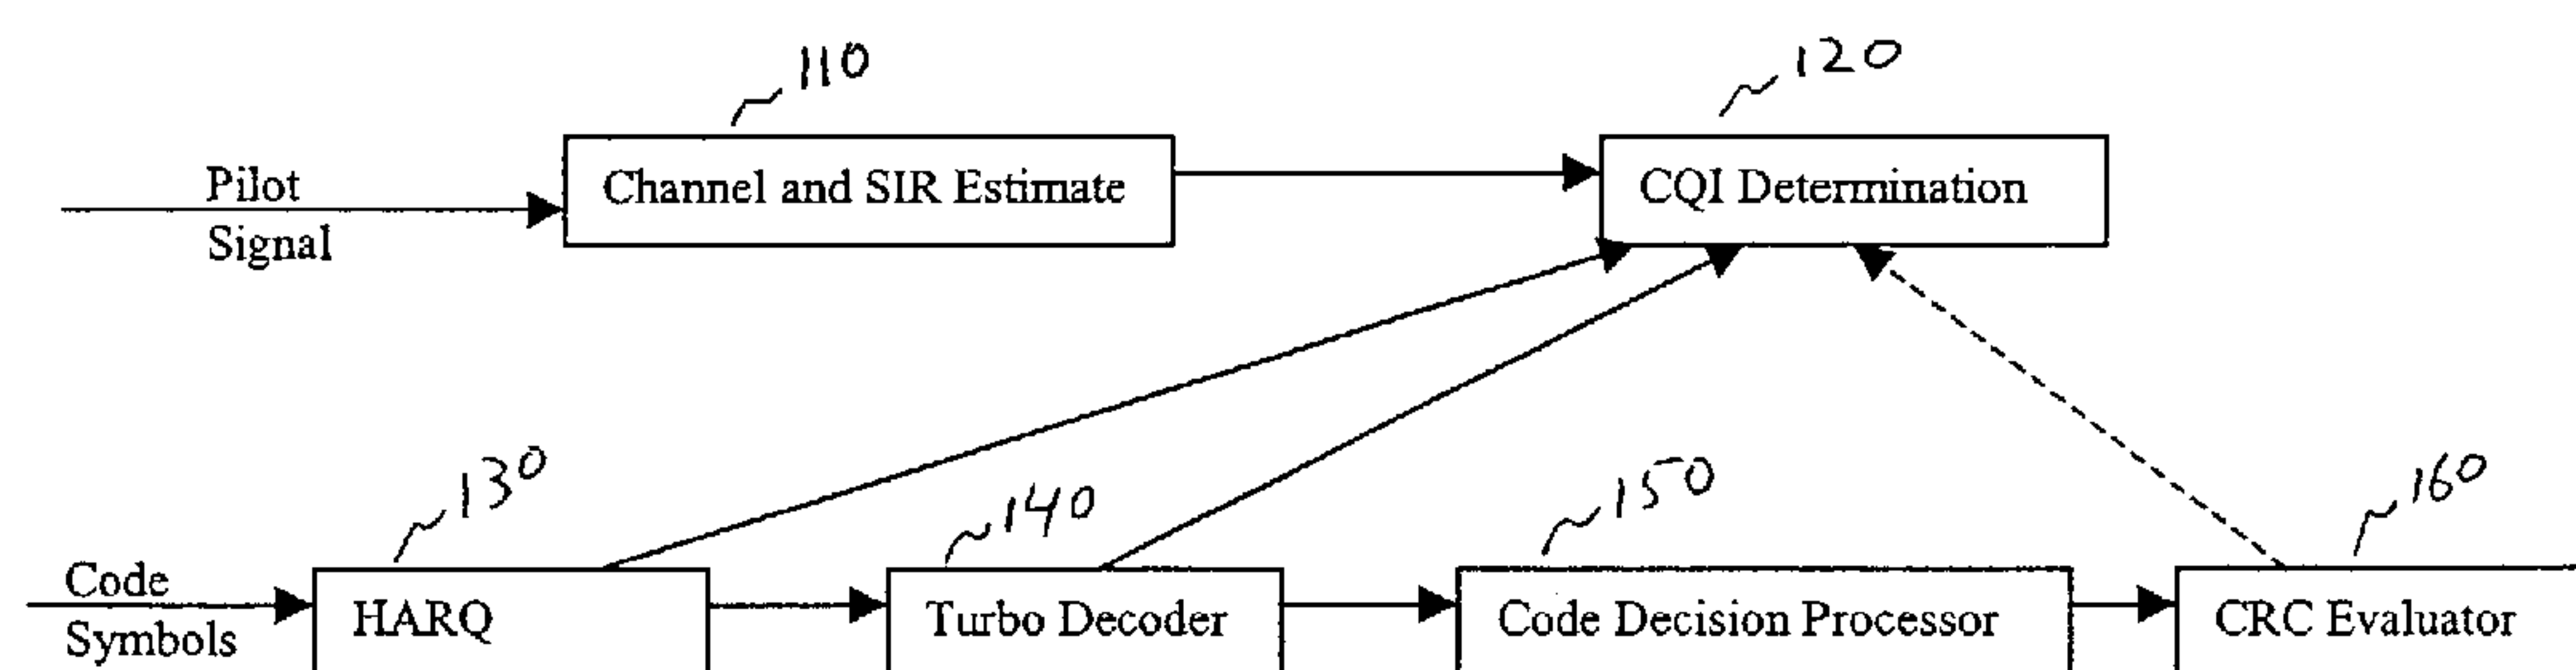 110
120
Pilot
Signal
Channel and SIR Estimate
CQI Determination
130
140
150
160
Code
Symbols
HARQ
Turbo Decoder
Code Decision Processor
CRC Evaluator